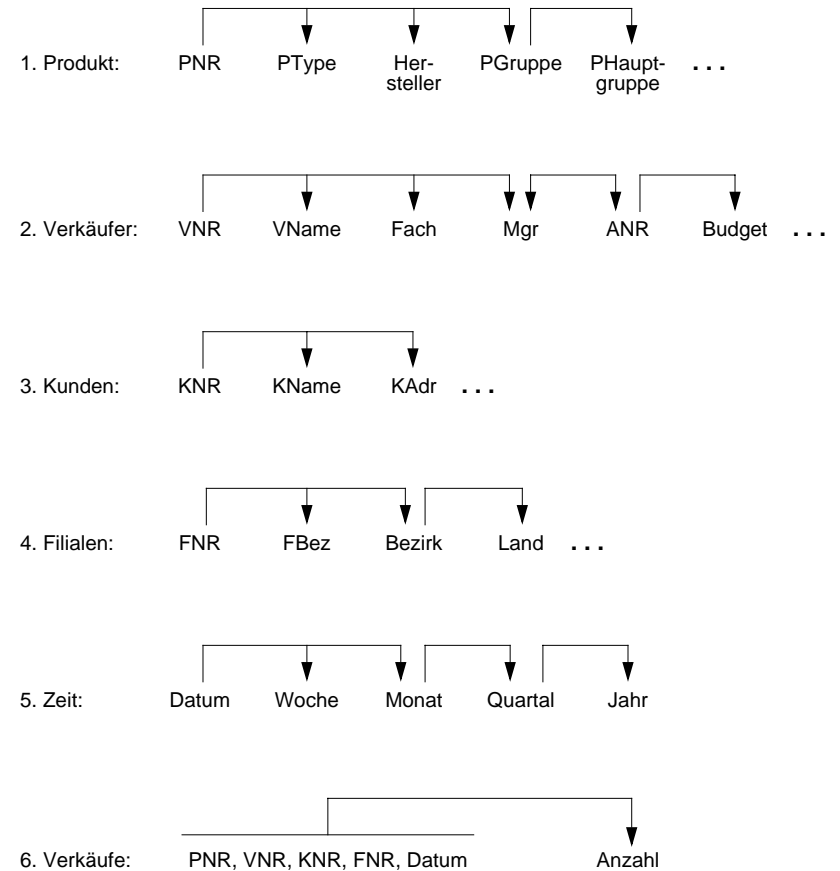 1. Produkt: PNR PType Her-steller PGruppe PHaupt-gruppe . . .
2. Verkäufer: VNR VName Fach Mgr ANR Budget . . .
3. Kunden: KNR KName KAdr . . .
4. Filialen: FNR FBez Bezirk Land . . .
5. Zeit: Datum Woche Monat Quartal Jahr
6. Verkäufe: PNR, VNR, KNR, FNR, Datum Anzahl